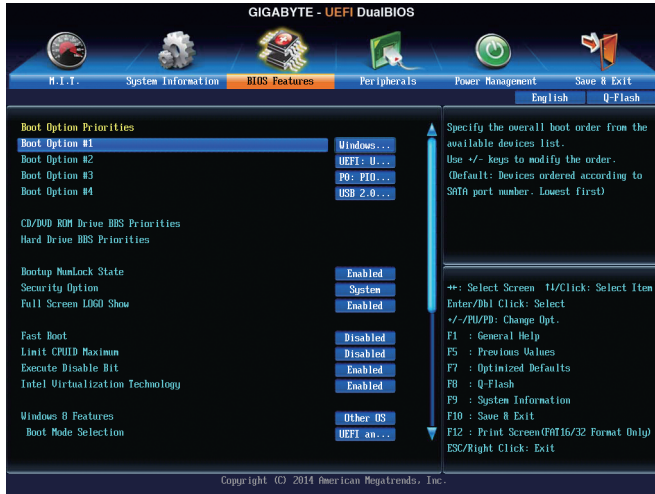 GIGABYTE - UEFI DualBIOS
M.I.T. System Information BIOS Features Peripherals Power Management Save & Exit
English Q-Flash
Boot Option Priorities
Boot Option #1 Windows...
Boot Option #2 UEFI: U...
Boot Option #3 P0: PIO...
Boot Option #4 USB 2.0...
CD/DVD ROM Drive BBS Priorities
Hard Drive BBS Priorities
Bootup NumLock State Enabled
Security Option System
Full Screen LOGO Show Enabled
Fast Boot Disabled
Limit CPUID Maximum Disabled
Execute Disable Bit Enabled
Intel Virtualization Technology Enabled
Windows 8 Features Other OS
Boot Mode Selection UEFI an...
Specify the overall boot order from the
available devices list.
Use +/- keys to modify the order.
(Default: Devices ordered according to
SATA port number. Lowest first)
→←: Select Screen ↑↓/Click: Select Item
Enter/Dbl Click: Select
+/-/PU/PD: Change Opt.
F1 : General Help
F5 : Previous Values
F7 : Optimized Defaults
F8 : Q-Flash
F9 : System Information
F10 : Save & Exit
F12 : Print Screen(FAT16/32 Format Only)
ESC/Right Click: Exit
Copyright (C) 2014 American Megatrends, Inc.